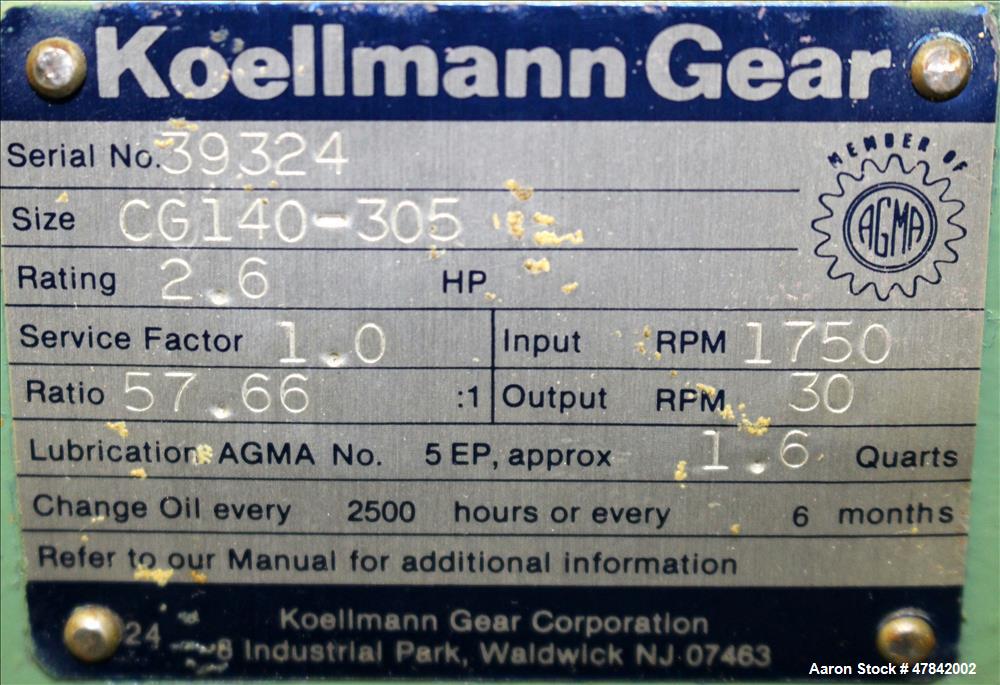 Koellmann Gear
Serial No. 39324
MEMBER OF
AGMA
Size CG140-305
Rating 2.6 HP
Service Factor 1.0 Input RPM 1750
Ratio 57.66 :1 Output RPM 30
Lubrication AGMA No. 5 EP, approx 1.6 Quarts
Change Oil every 2500 hours or every 6 months
Refer to our Manual for additional information
Koellmann Gear Corporation
24 8 Industrial Park, Waldwick NJ 07463
Aaron Stock # 47842002